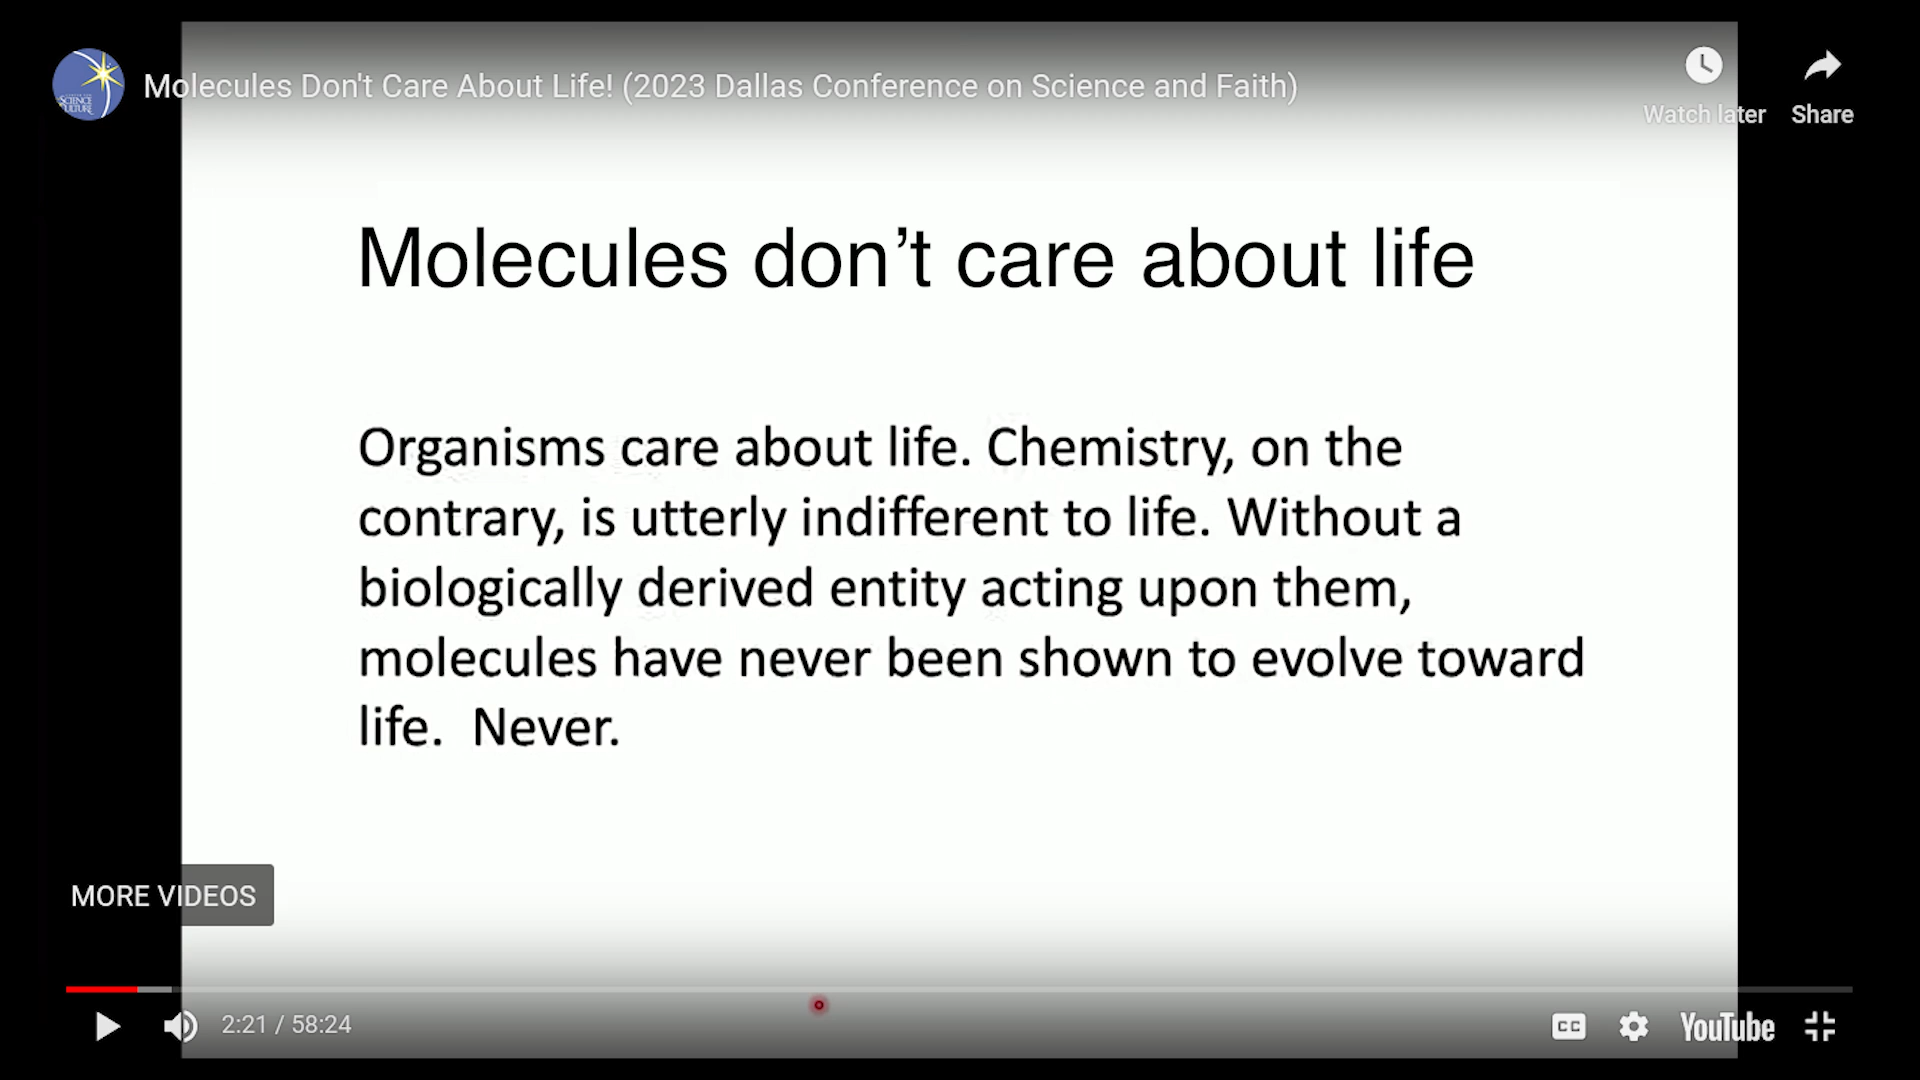 Molecules Don't Care About Life! (2023 Dallas Conference on Science and Faith)
Watch later
Share
SCIENCE
CULTURE
Molecules don’t care about life
Organisms care about life. Chemistry, on the
contrary, is utterly indifferent to life. Without a
biologically derived entity acting upon them,
molecules have never been shown to evolve toward
life.  Never.
MORE VIDEOS
2:21 / 58:24
CC
YouTube